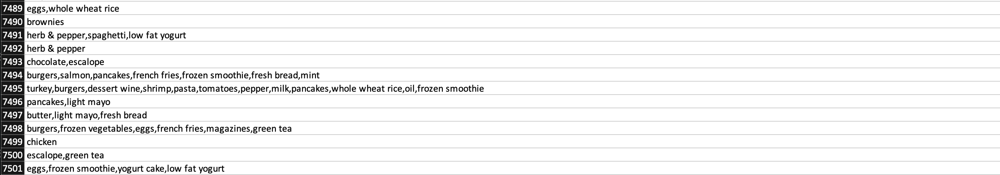 7489 eggs,whole wheat rice
7490 brownies
7491 herb & pepper,spaghetti,low fat yogurt
7492 herb & pepper
7493 chocolate,escalope
7494 burgers,salmon,pancakes,french fries,frozen smoothie,fresh bread,mint
7495 turkey,burgers,dessert wine,shrimp,pasta,tomatoes,pepper,milk,pancakes,whole wheat rice,oil,frozen smoothie
7496 pancakes,light mayo
7497 butter,light mayo,fresh bread
7498 burgers,frozen vegetables,eggs,french fries,magazines,green tea
7499 chicken
7500 escalope,green tea
7501 eggs,frozen smoothie,yogurt cake,low fat yogurt